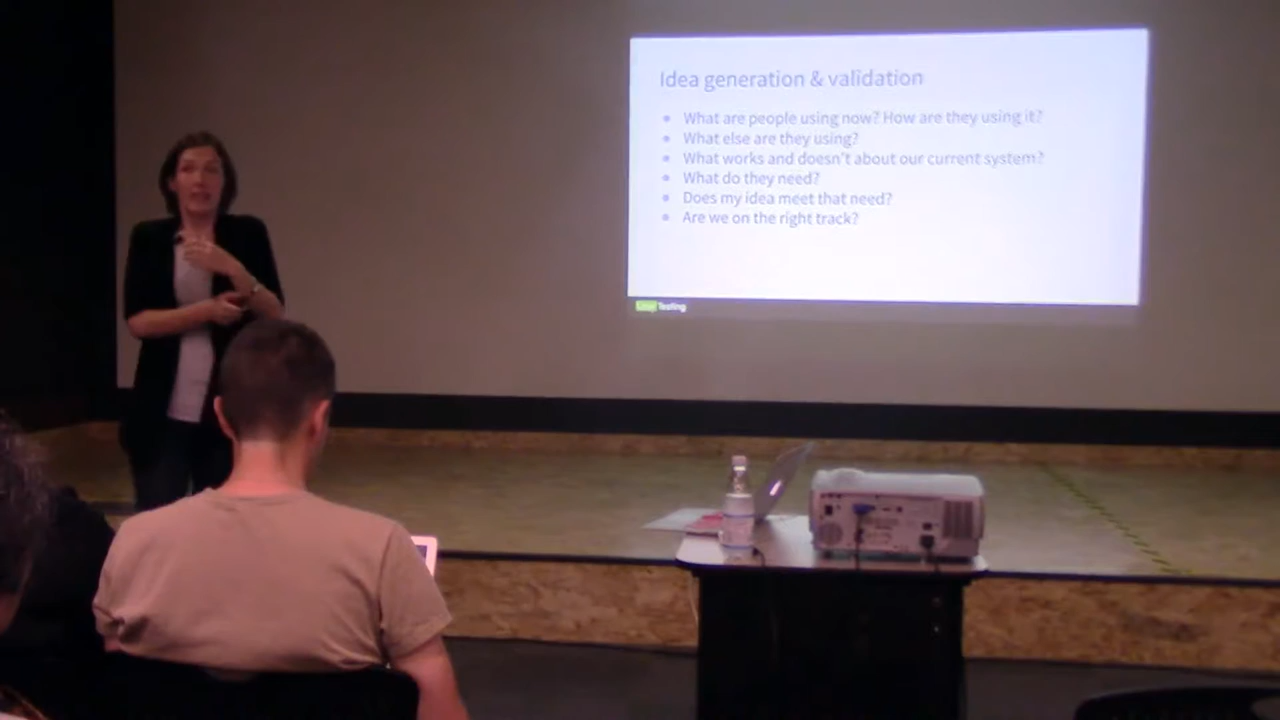 Idea generation & validation
What are people using now? How are they using it?
What else are they using?
What works and doesn't about our current system?
What do they need?
Does my idea meet that need?
Are we on the right track?
User Testing